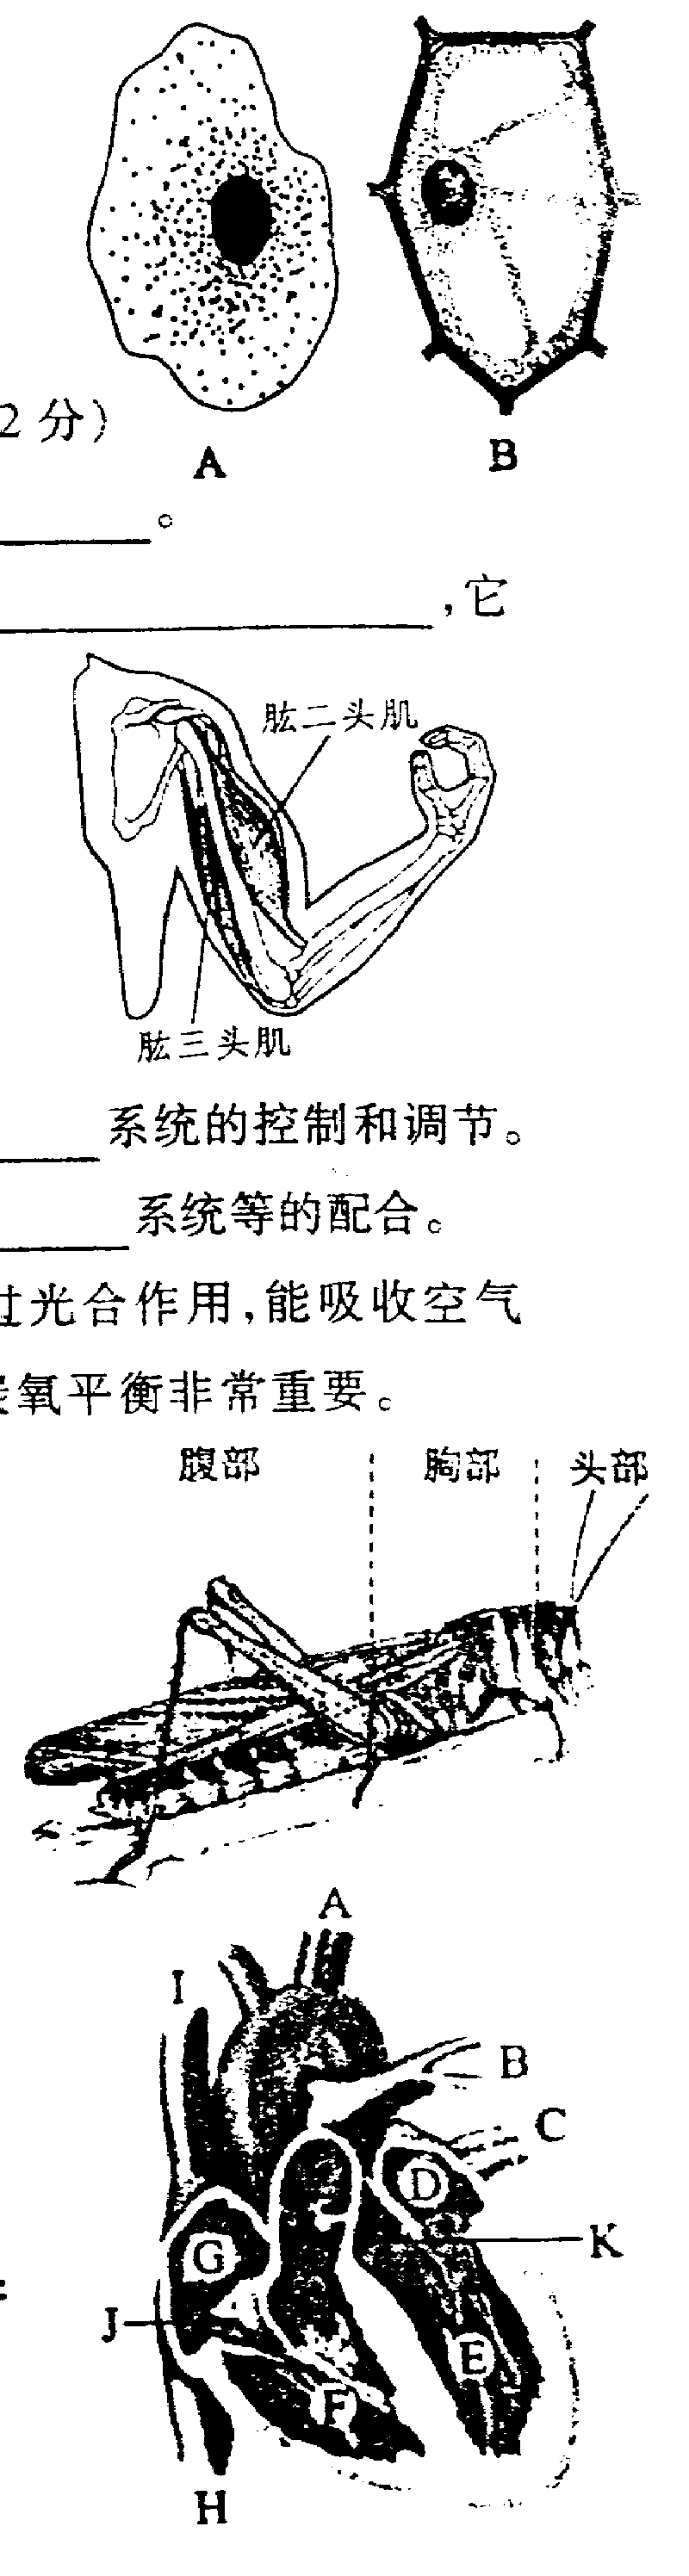 2 分)
A
B
。
,它
肱二头肌
肱三头肌
系统的控制和调节。
系统等的配合。
过光合作用,能吸收空气
氧平衡非常重要。
腹部 胸部 头部
A
I
B
C
D
G
K
J
E
F
H